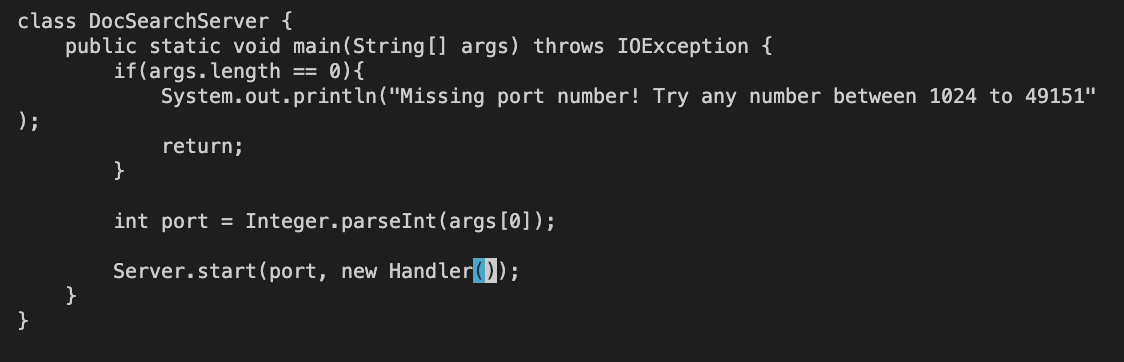 class DocSearchServer {
    public static void main(String[] args) throws IOException {
        if(args.length == 0){
            System.out.println("Missing port number! Try any number between 1024 to 49151"
);
            return;
        }

        int port = Integer.parseInt(args[0]);

        Server.start(port, new Handler());
    }
}